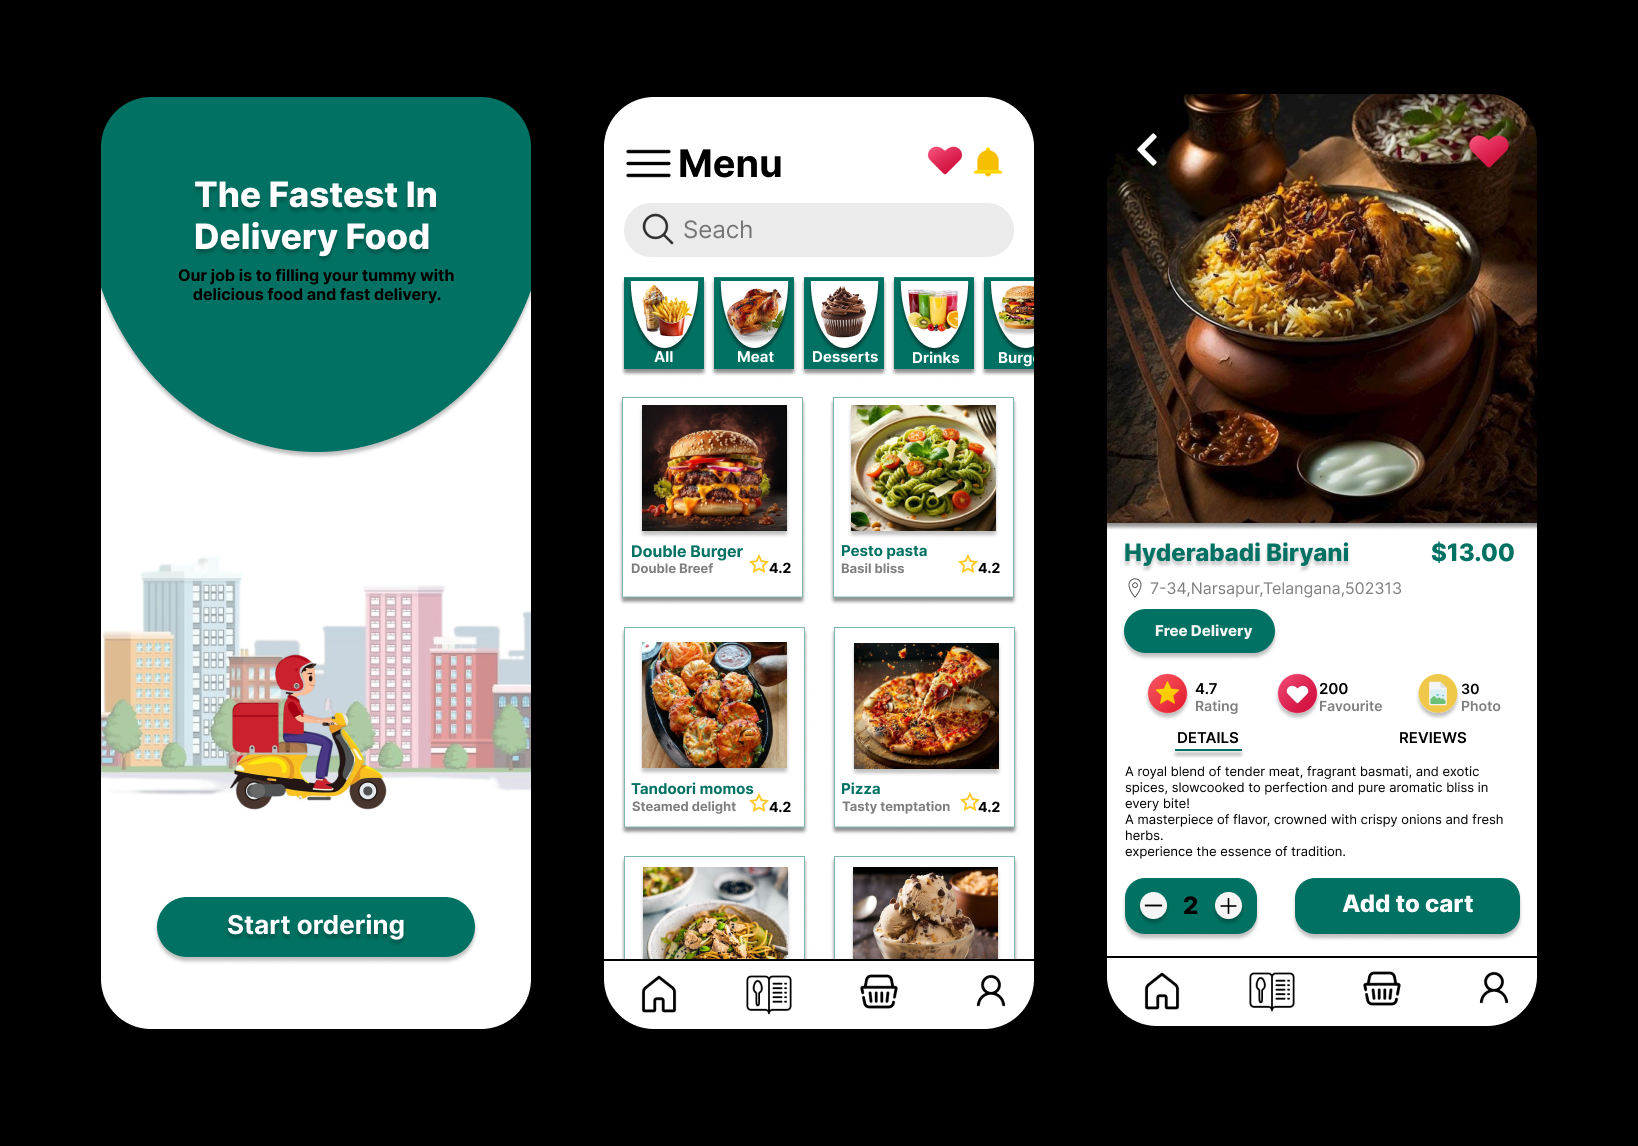 The Fastest In
Delivery Food
Our job is to filling your tummy with
delicious food and fast delivery.
Start ordering
Menu
Seach
All
Meat
Desserts
Drinks
Burge
Double Burger
Double Breef
4.2
Pesto pasta
Basil bliss
4.2
Tandoori momos
Steamed delight
4.2
Pizza
Tasty temptation
4.2
Hyderabadi Biryani
$13.00
7-34,Narsapur,Telangana,502313
Free Delivery
4.7
Rating
200
Favourite
30
Photo
DETAILS
REVIEWS
A royal blend of tender meat, fragrant basmati, and exotic
spices, slowcooked to perfection and pure aromatic bliss in
every bite!
A masterpiece of flavor, crowned with crispy onions and fresh
herbs.
experience the essence of tradition.
2
Add to cart